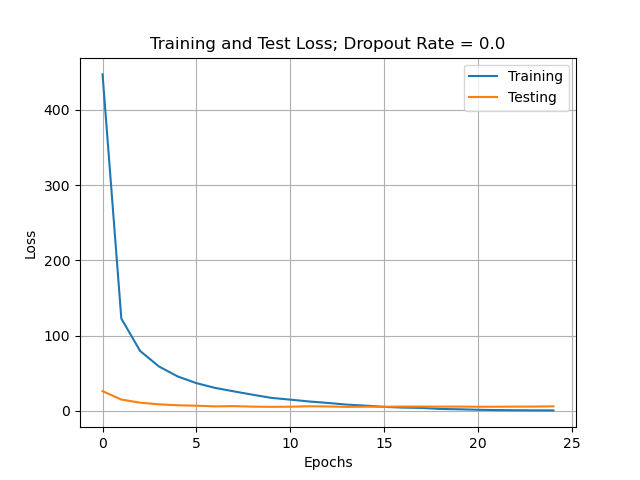 Training and Test Loss; Dropout Rate = 0.0
Training
Testing
400
300
200
100
0
Loss
0 5 10 15 20 25
Epochs